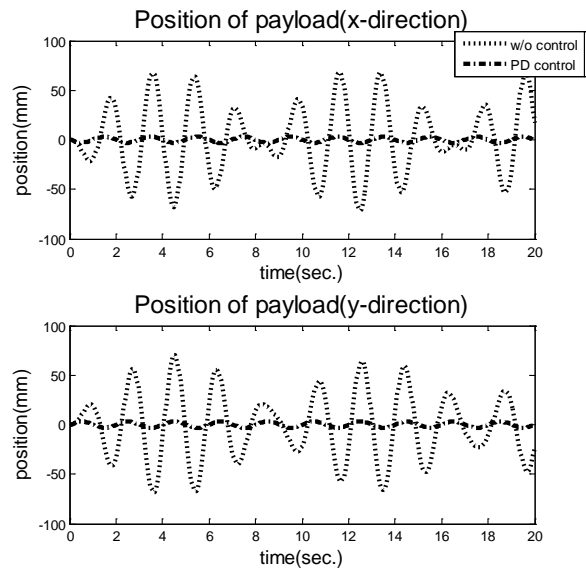 Position of payload(x-direction)
w/o control
PD control
100
50
0
-50
-100
position(mm)
0 2 4 6 8 10 12 14 16 18 20
time(sec.)
Position of payload(y-direction)
100
50
0
-50
-100
position(mm)
0 2 4 6 8 10 12 14 16 18 20
time(sec.)